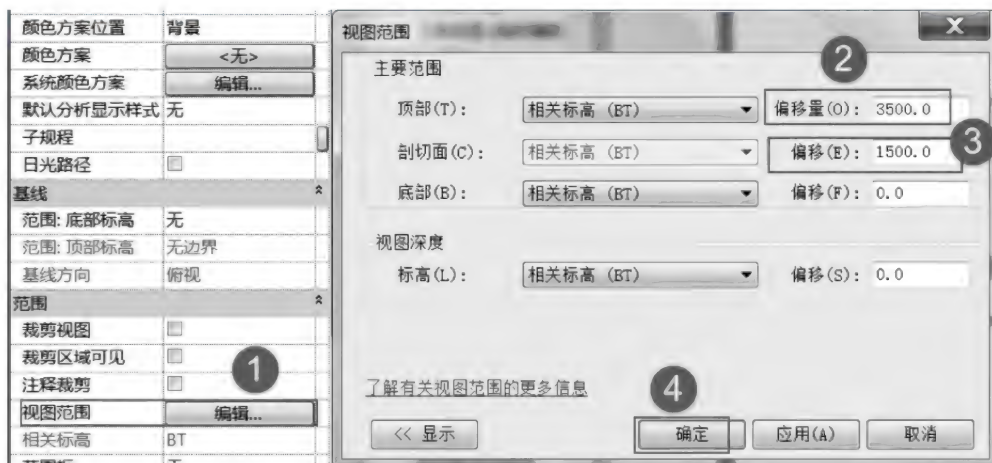 颜色方案位置 背景
颜色方案 <无>
系统颜色方案 编辑...
默认分析显示样式 无
子规程
日光路径
基线
范围: 底部标高 无
范围: 顶部标高 无边界
基线方向 俯视
范围
裁剪视图
裁剪区域可见
注释裁剪
1
视图范围 编辑...
相关标高 BT
视图范围
X
主要范围
2
顶部(T): 相关标高 (BT) 偏移量(O): 3500.0
3
剖切面(C): 相关标高 (BT) 偏移(E): 1500.0
底部(B): 相关标高 (BT) 偏移(F): 0.0
视图深度
标高(L): 相关标高 (BT) 偏移(S): 0.0
了解有关视图范围的更多信息
4
<< 显示 确定 应用(A) 取消